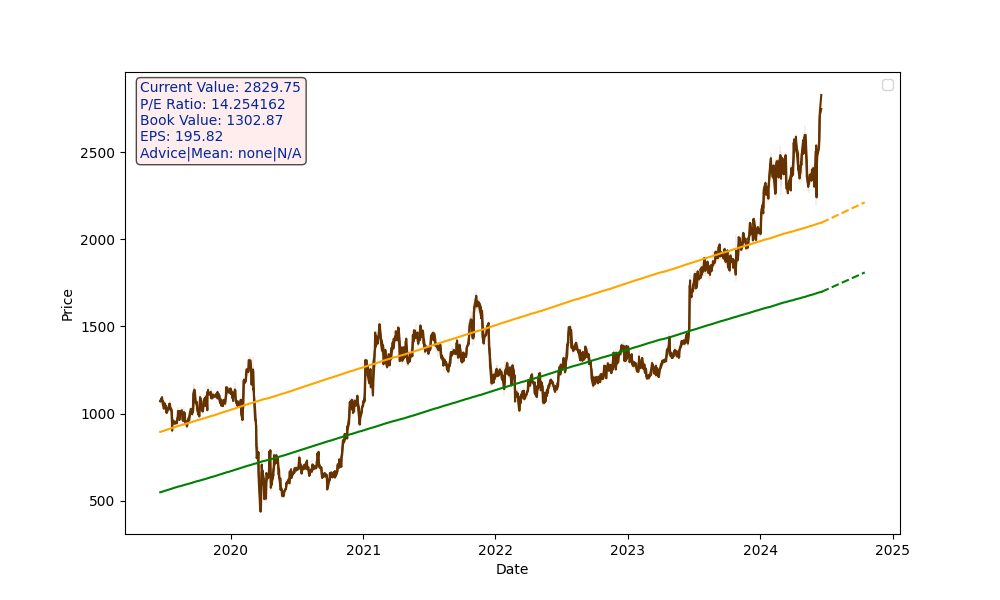 Current Value: 2829.75
P/E Ratio: 14.254162
Book Value: 1302.87
EPS: 195.82
Advice|Mean: none|N/A
Price
2500
2000
1500
1000
500
2020 2021 2022 2023 2024 2025
Date